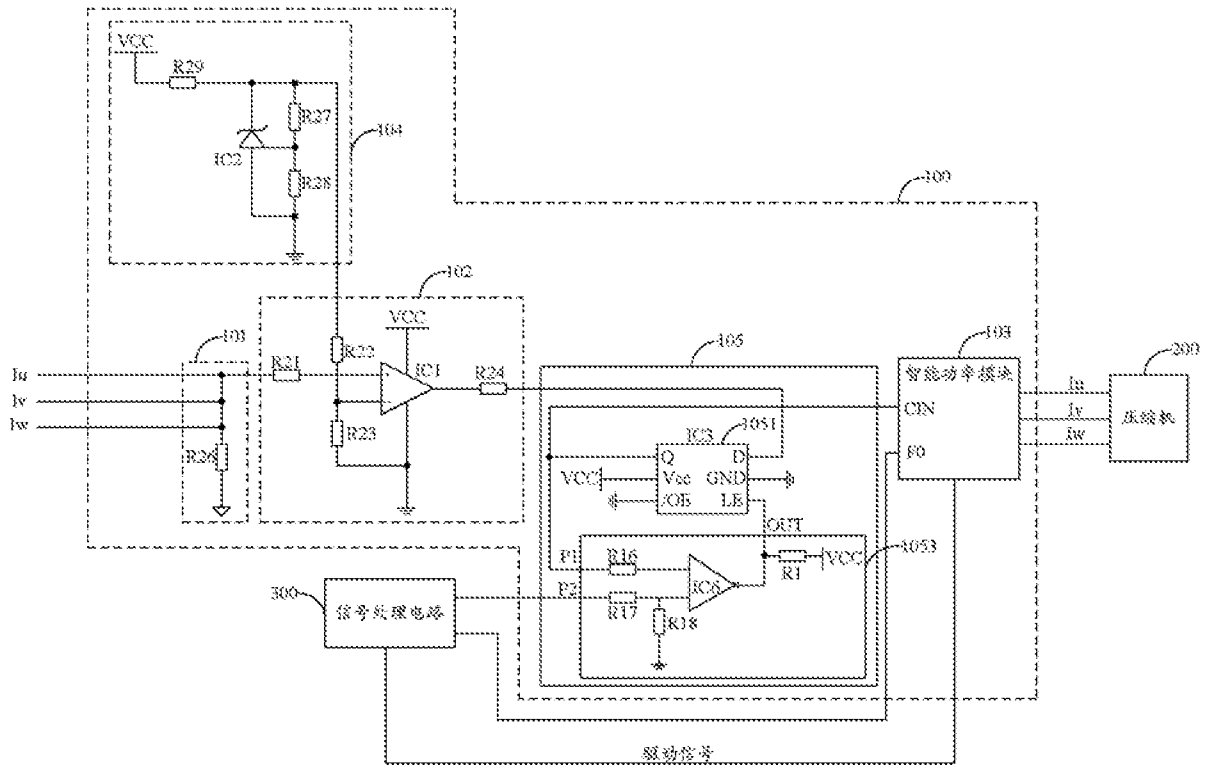 VCC
R29
R27
IC2
R28
104
100
102
VCC
101
R22
IC1
R21
R24
R23
Iu
Iv
Iw
R26
105
103
200
智能功率模块
CIN
F0
Iu
Iv
Iw
压缩机
IC3
1051
Q
D
VCC
Vcc
GND
/OE
LE
OUT
P1
R16
IC6
R1
VCC
1053
P2
R17
R18
300
信号处理电路
驱动信号